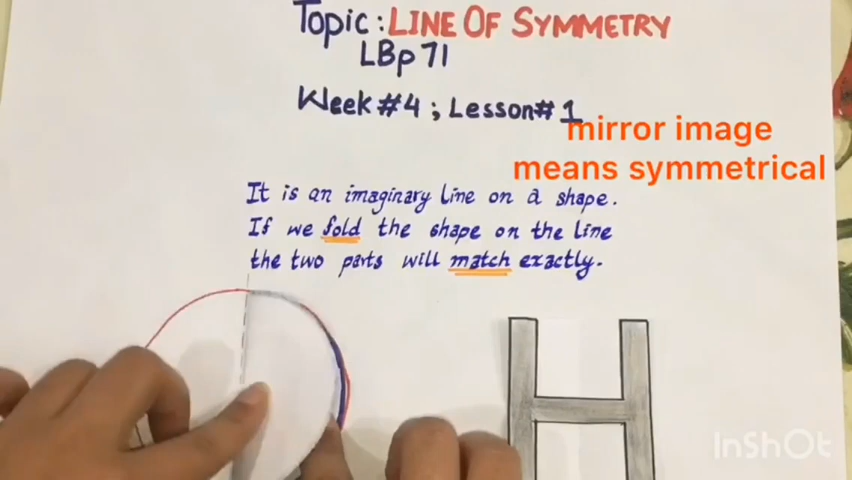 Topic: LINE OF SYMMETRY
LBp 71
Week #4 ; Lesson# 1
mirror image
means symmetrical
It is an imaginary line on a shape.
If we fold the shape on the line
the two parts will match exactly.
H
InShOt